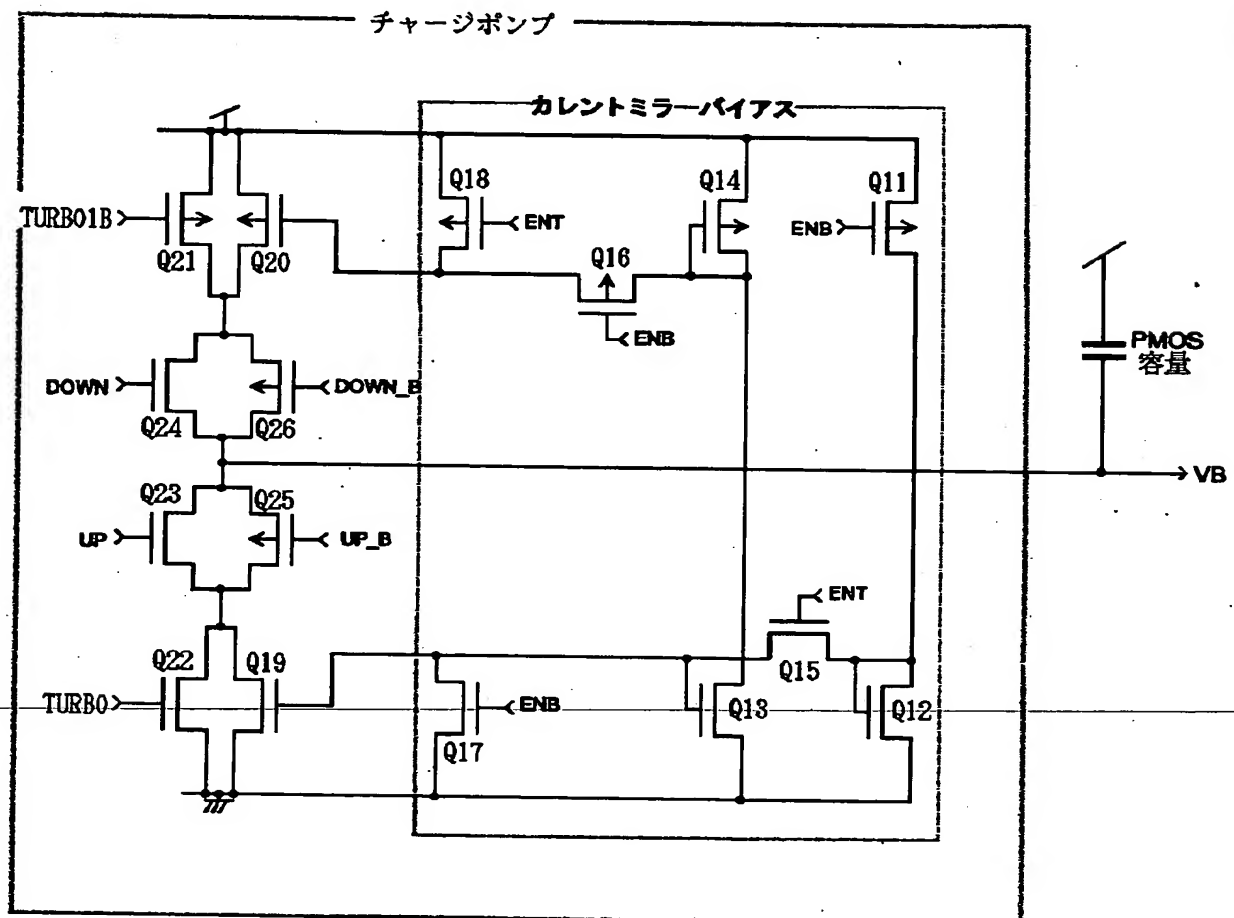 チャージポンプ
カレントミラーバイアス
Q18
Q14
Q11
TURBO1B
ENT
ENB
Q21
Q20
Q16
ENB
PMOS
容量
DOWN
DOWN_B
Q24
Q26
VB
Q23
Q25
UP
UP_B
ENT
Q22
Q19
Q15
TURBO
ENB
Q13
Q12
Q17